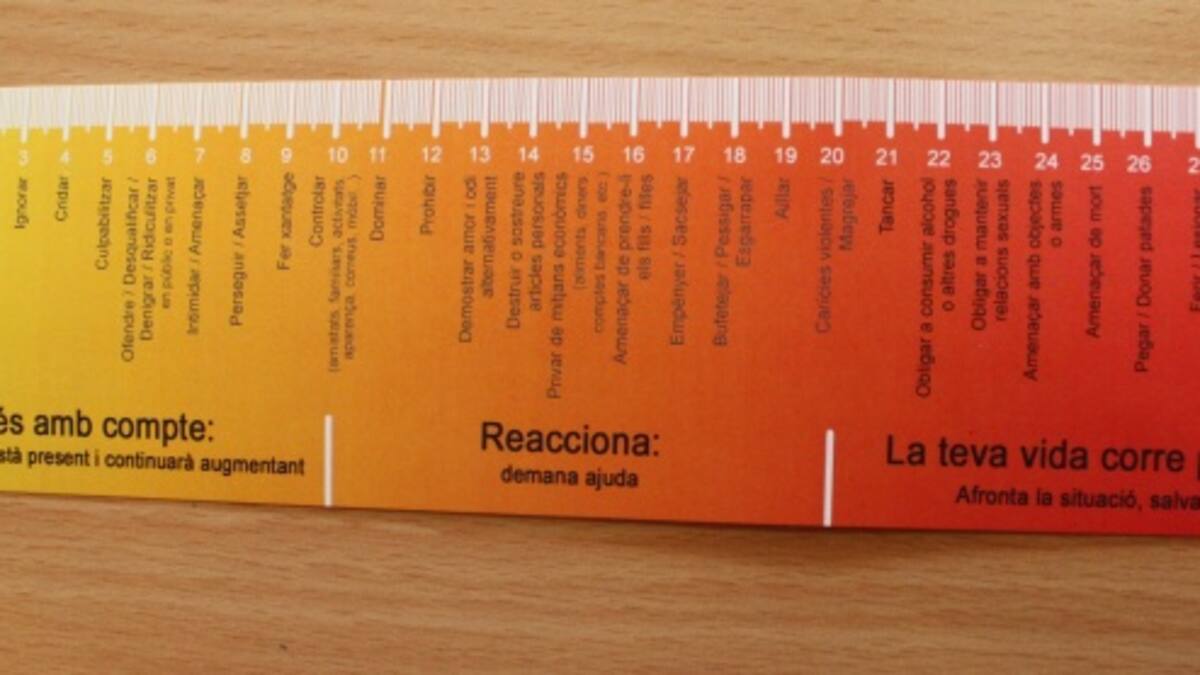 3 4 5 6 7 8 9 10 11 12 13 14 15 16 17 18 19 20 21 22 23 24 25 26 2
Ignorar
Cridar
Culpabilitzar
Ofendre / Desqualificar /
Denigrar / Ridiculitzar
en públic o en privat
Intimidar / Amenaçar
Perseguir / Assetjar
Fer xantatge
Controlar
(amistats, familiars, activitats
aparença, correus, mòbil..)
Dominar
Prohibir
Demostrar amor i odi
alternativament
Destruir o sostreure
articles personals
Privar de mitjans econòmics
(aliments, diners
comptes bancaris, etc.)
Amenaçar de prendre-li
els fills / filles
Empènyer / Sacsejar
Bufetejar / Pessigar /
Esgarrapar
Aïllar
Carícies violentes /
Magrejar
Tancar
Obligar a consumir alcohol
o altres drogues
Obligar a mantenir
relacions sexuals
Amenaçar amb objectes
o armes
Amenaçar de mort
Pegar / Donar patades
és amb compte:
stà present i continuarà augmentant
Reacciona:
demana ajuda
La teva vida corre
Afronta la situació, salva